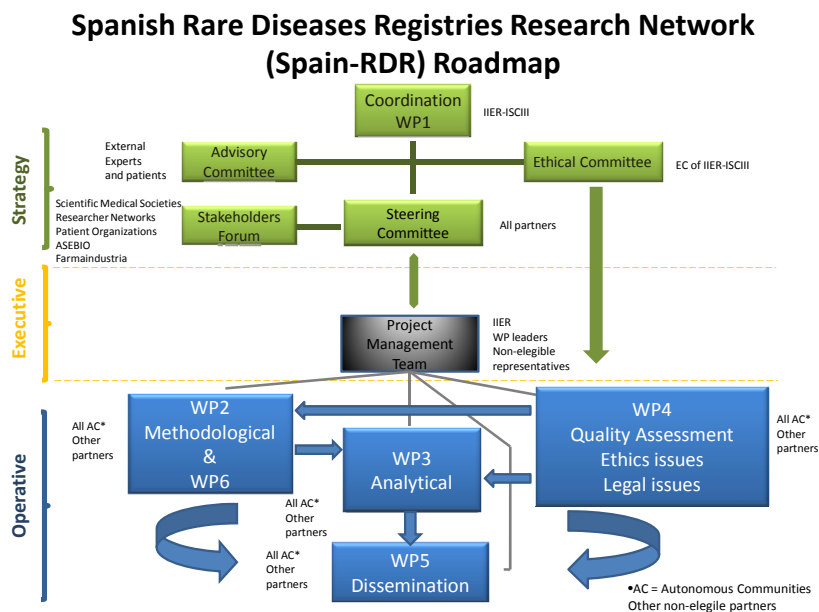 Spanish Rare Diseases Registries Research Network
(Spain-RDR) Roadmap
Strategy
Coordination
WP1
IIER-ISCIII
External
Experts
and patients
Advisory
Committee
Ethical Committee
EC of IIER-ISCIII
Scientific Medical Societies
Researcher Networks
Patient Organizations
ASEBIO
Farmaindustria
Stakeholders
Forum
Steering
Committee
All partners
Executive
Project
Management
Team
IIER
WP leaders
Non-elegible
representatives
Operative
All AC*
Other
partners
WP2
Methodological
&
WP6
WP3
Analytical
WP4
Quality Assessment
Ethics issues
Legal issues
All AC*
Other
partners
All AC*
Other
partners
All AC*
Other
partners
WP5
Dissemination
•AC = Autonomous Communities
Other non-elegile partners